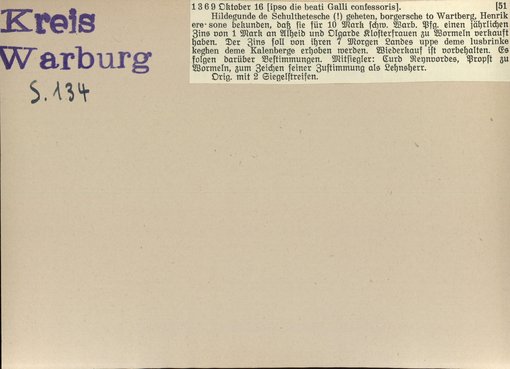 Kreis
Warburg
S. 134
1369 Oktober 16 [ipso die beati Galli confessoris]. [51
Hildegunde de Schulthetesche (!) geheten, borgersche to Wartberg, Henrik
ere sone bekunden, daß sie für 10 Mark schw. Warb. Pfg. einen jährlichen
Zins von 1 Mark an Alheid und Olgarde Klosterfrauen zu Wormeln verkauft
haben. Der Zins soll von ihren 7 Morgen Landes uppe deme lusbrinke
keghen deme Kalenberge erhoben werden. Wiederkauf ist vorbehalten. Es
folgen darüber Bestimmungen. Mitsiegler: Curd Reynvordes, Propst zu
Wormeln, zum Zeichen seiner Zustimmung als Lehnsherr.
Orig. mit 2 Siegelstreifen.